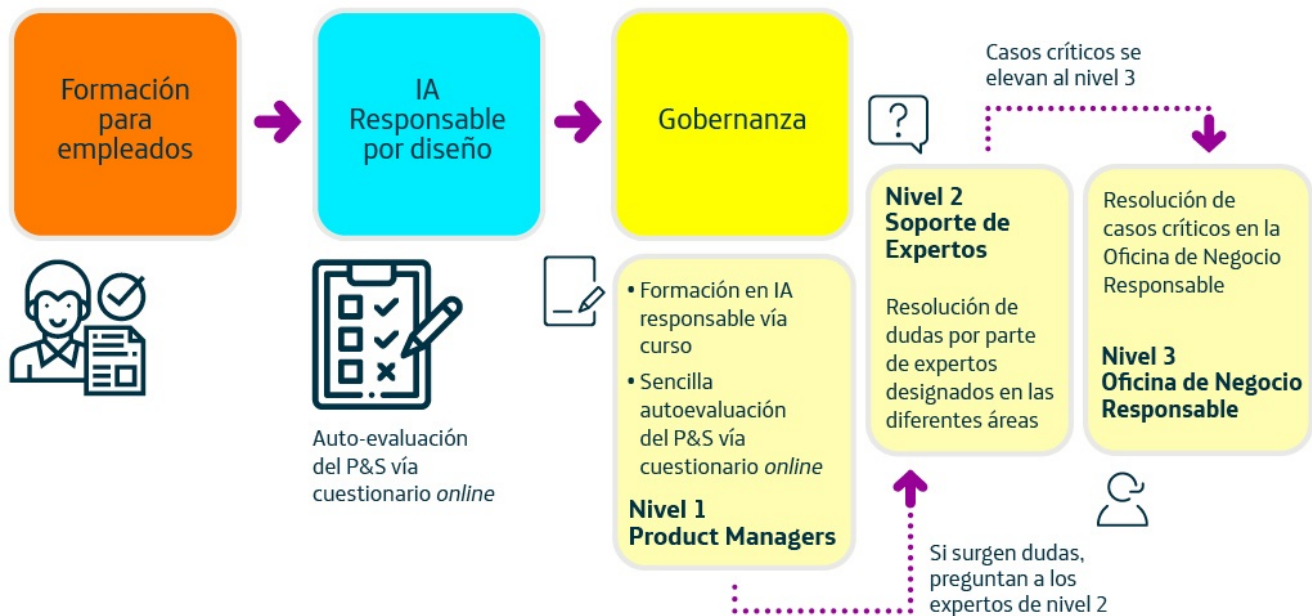 Formación
para
empleados
IA
Responsable
por diseño
Auto-evaluación
del P&S vía
cuestionario online
Gobernanza
• Formación en IA
responsable vía
curso
• Sencilla
autoevaluación
del P&S vía
cuestionario online
Nivel 1
Product Managers
Si surgen dudas,
preguntan a los
expertos de nivel 2
?
Nivel 2
Soporte de
Expertos
Resolución de
dudas por parte
de expertos
designados en las
diferentes áreas
Casos críticos se
elevan al nivel 3
Resolución de
casos críticos en la
Oficina de Negocio
Responsable
Nivel 3
Oficina de Negocio
Responsable